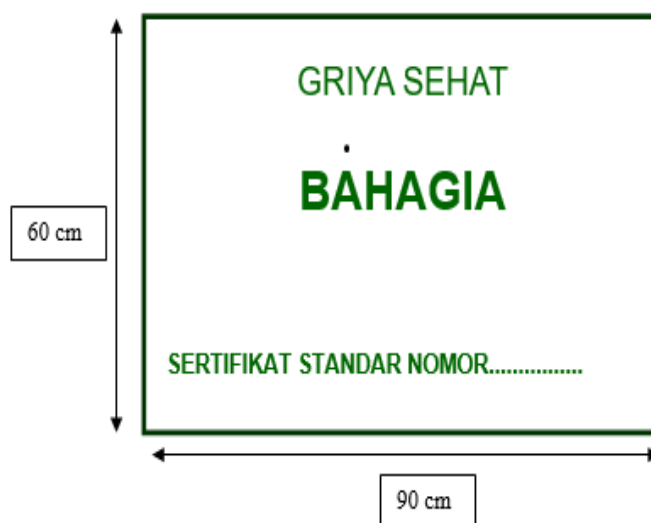 GRIYA SEHAT
BAHAGIA
60 cm
SERTIFIKAT STANDAR NOMOR................
90 cm